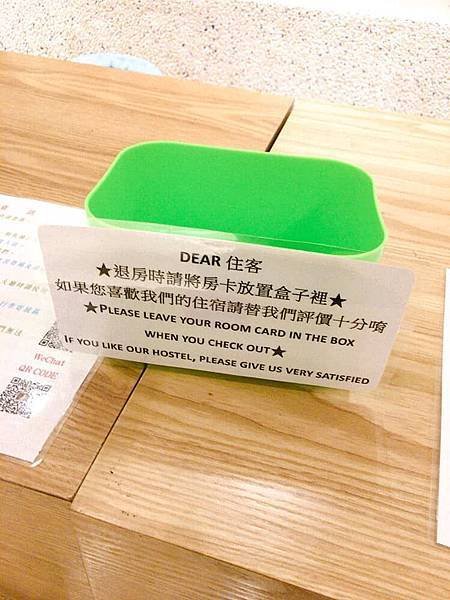 DEAR 住客
★退房時請將房卡放置盒子裡★
如果您喜歡我們的住宿請替我們評價十分唷
★PLEASE LEAVE YOUR ROOM CARD IN THE BOX
WHEN YOU CHECK OUT★
IF YOU LIKE OUR HOSTEL, PLEASE GIVE US VERY SATISFIED
WeChat
QR CODE